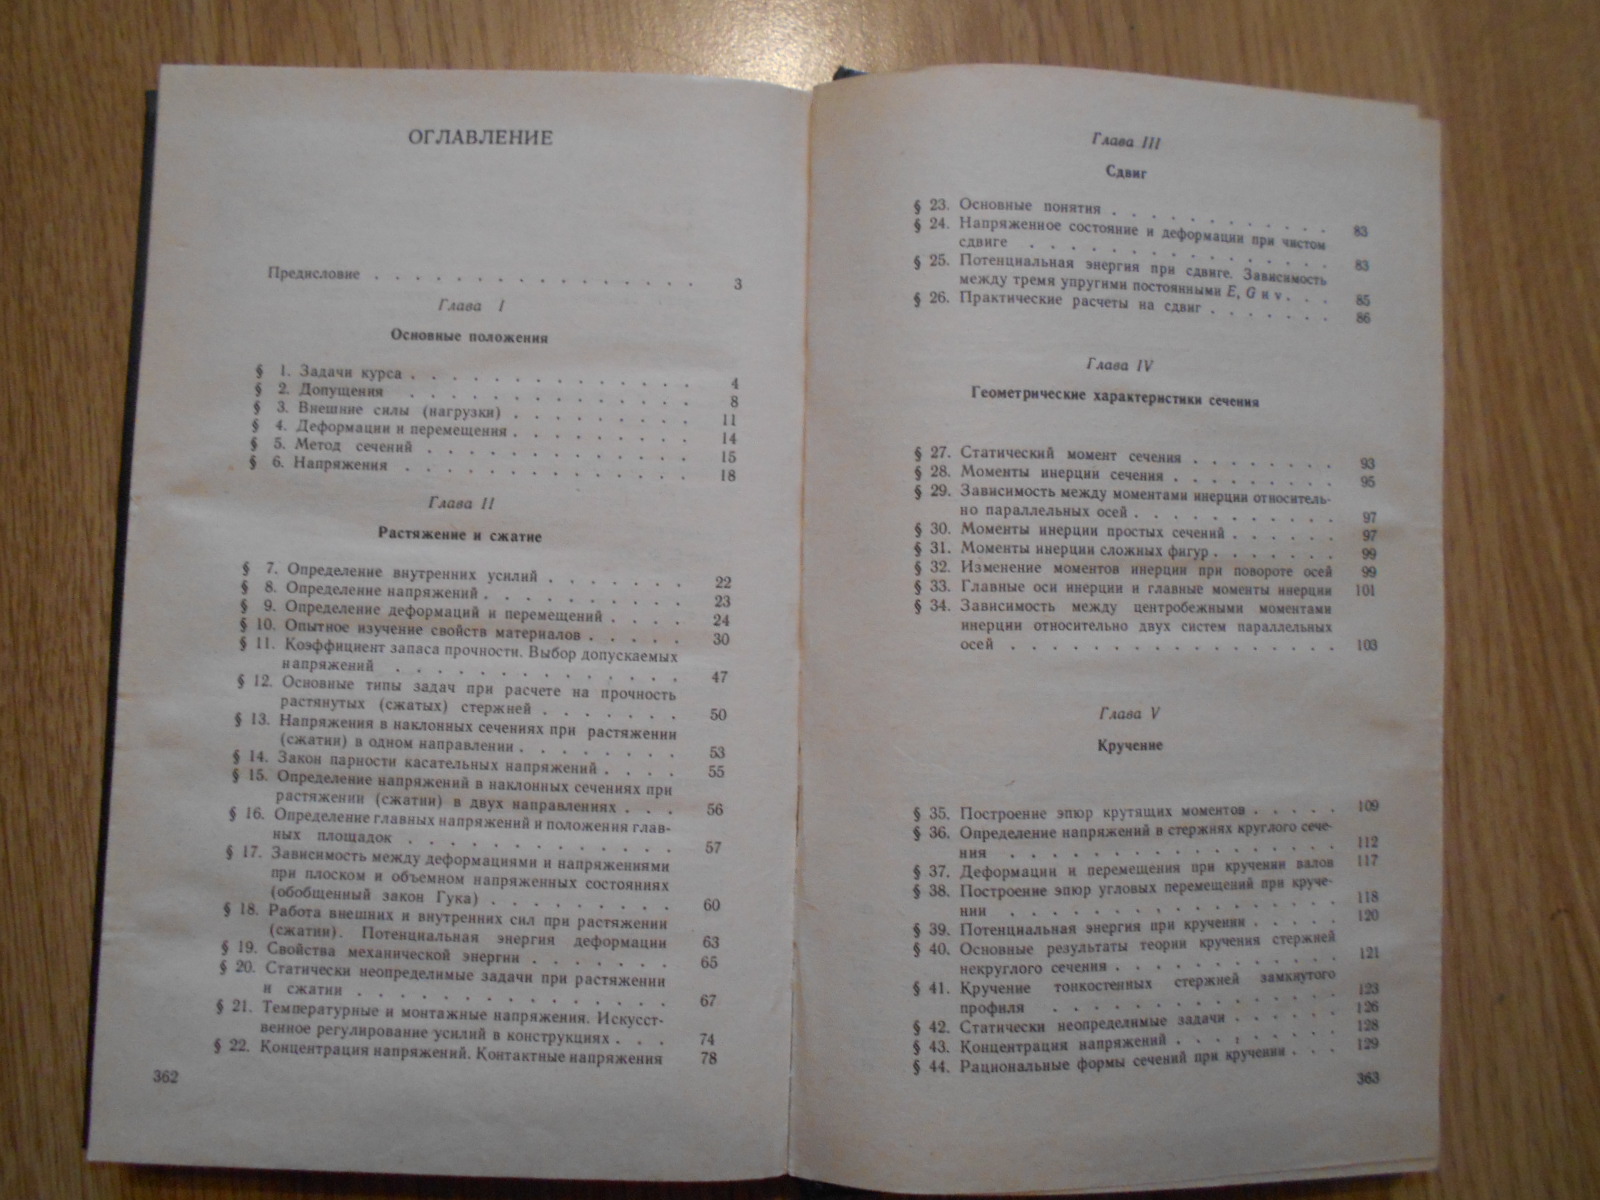 ОГЛАВЛЕНИЕ
Предисловие . . . . . . . . . . . . . . . 3
Глава I
Основные положения
§ 1. Задачи курса . . . . . . . . . . . . . 4
§ 2. Допущения . . . . . . . . . . . . . 8
§ 3. Внешние силы (нагрузки) . . . . . . . . . 11
§ 4. Деформации и перемещения . . . . . . . . . 14
§ 5. Метод сечений . . . . . . . . . . . . 15
§ 6. Напряжения . . . . . . . . . . . . . 18
Глава II
Растяжение и сжатие
§ 7. Определение внутренних усилий . . . . . . . 22
§ 8. Определение напряжений . . . . . . . . . . 23
§ 9. Определение деформаций и перемещений . . . . 24
§ 10. Опытное изучение свойств материалов . . . . . 30
§ 11. Коэффициент запаса прочности. Выбор допускаемых
напряжений . . . . . . . . . . . . . 47
§ 12. Основные типы задач при расчете на прочность
растянутых (сжатых) стержней . . . . . . . 50
§ 13. Напряжения в наклонных сечениях при растяжении
(сжатии) в одном направлении . . . . . . . . 53
§ 14. Закон парности касательных напряжений . . . . 55
§ 15. Определение напряжений в наклонных сечениях при
растяжении (сжатии) в двух направлениях . . . 56
§ 16. Определение главных напряжений и положения глав-
ных площадок . . . . . . . . . . . . . 57
§ 17. Зависимость между деформациями и напряжениями
при плоском и объемном напряженных состояниях
(обобщенный закон Гука) . . . . . . . . . 60
§ 18. Работа внешних и внутренних сил при растяжении
(сжатии). Потенциальная энергия деформации 63
§ 19. Свойства механической энергии . . . . . . . 65
§ 20. Статически неопределимые задачи при растяжении
и сжатии . . . . . . . . . . . . . . . 67
§ 21. Температурные и монтажные напряжения. Искусст-
венное регулирование усилий в конструкциях . . . 74
§ 22. Концентрация напряжений. Контактные напряжения 78
362
Глава III
Сдвиг
§ 23. Основные понятия . . . . . . . . . . . 83
§ 24. Напряженное состояние и деформации при чистом
сдвиге . . . . . . . . . . . . . . . 83
§ 25. Потенциальная энергия при сдвиге. Зависимость
между тремя упругими постоянными E, G и ν . . . 85
§ 26. Практические расчеты на сдвиг . . . . . . . 86
Глава IV
Геометрические характеристики сечения
§ 27. Статический момент сечения . . . . . . . . 93
§ 28. Моменты инерции сечения . . . . . . . . . 95
§ 29. Зависимость между моментами инерции относитель-
но параллельных осей . . . . . . . . . . . 97
§ 30. Моменты инерции простых сечений . . . . . . 97
§ 31. Моменты инерции сложных фигур . . . . . . . 99
§ 32. Изменение моментов инерции при повороте осей 99
§ 33. Главные оси инерции и главные моменты инерции 101
§ 34. Зависимость между центробежными моментами
инерции относительно двух систем параллельных
осей . . . . . . . . . . . . . . . . . 103
Глава V
Кручение
§ 35. Построение эпюр крутящих моментов . . . . . 109
§ 36. Определение напряжений в стержнях круглого сече-
ния . . . . . . . . . . . . . . . . . 112
§ 37. Деформации и перемещения при кручении валов 117
§ 38. Построение эпюр угловых перемещений при круче-
нии . . . . . . . . . . . . . . . . . 118
§ 39. Потенциальная энергия при кручении . . . . . 120
§ 40. Основные результаты теории кручения стержней
некруглого сечения . . . . . . . . . . . . 121
§ 41. Кручение тонкостенных стержней замкнутого
профиля . . . . . . . . . . . . . . . 123
§ 42. Статически неопределимые задачи . . . . . . 126
§ 43. Концентрация напряжений . . . . . . . . . 128
§ 44. Рациональные формы сечений при кручении . . . 129
363